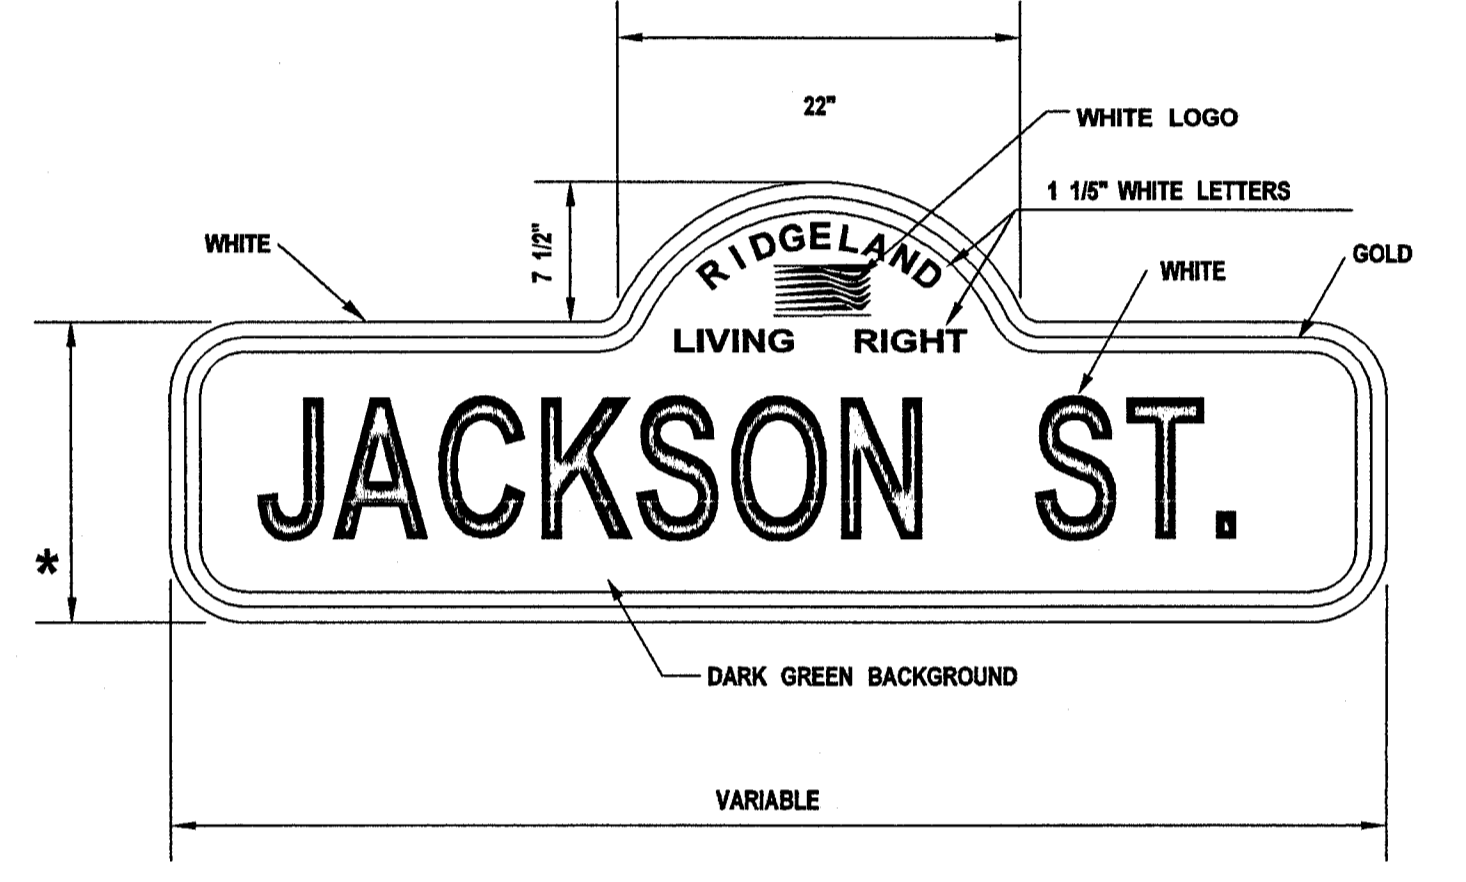 22"
WHITE LOGO
1 1/5" WHITE LETTERS
7 1/2"
WHITE
WHITE
GOLD
RIDGELAND
LIVING RIGHT
JACKSON ST.
*
DARK GREEN BACKGROUND
VARIABLE